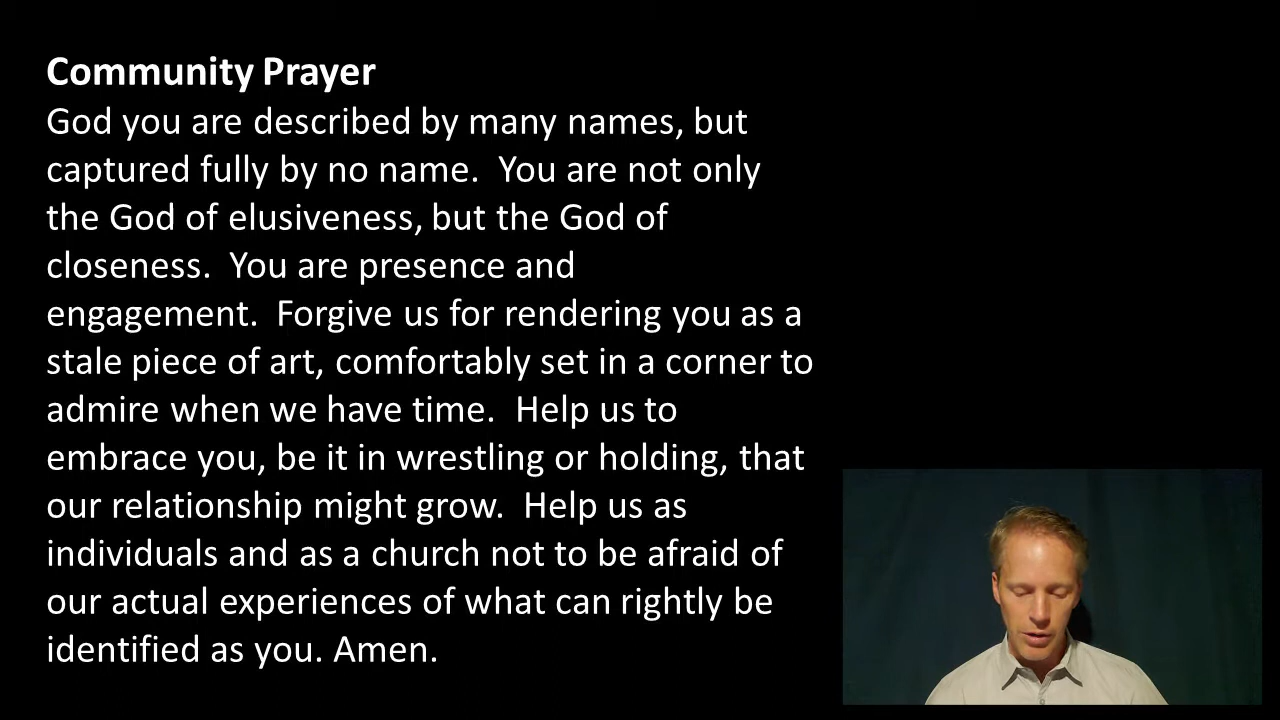 Community Prayer
God you are described by many names, but
captured fully by no name.  You are not only
the God of elusiveness, but the God of
closeness.  You are presence and
engagement.  Forgive us for rendering you as a
stale piece of art, comfortably set in a corner to
admire when we have time.  Help us to
embrace you, be it in wrestling or holding, that
our relationship might grow.  Help us as
individuals and as a church not to be afraid of
our actual experiences of what can rightly be
identified as you. Amen.